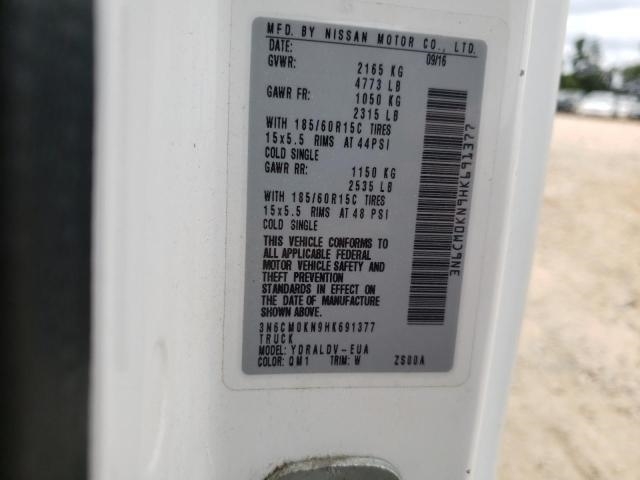 MFD. BY NISSAN MOTOR CO., LTD.
DATE: 09/16
GVWR: 2165 KG
4773 LB
GAWR FR: 1050 KG
2315 LB
WITH 185/60R15C TIRES
15x5.5 RIMS AT 44PSI
COLD SINGLE
GAWR RR: 1150 KG
2535 LB
WITH 185/60R15C TIRES
15x5.5 RIMS AT 48 PSI
COLD SINGLE
THIS VEHICLE CONFORMS TO
ALL APPLICABLE FEDERAL
MOTOR VEHICLE SAFETY AND
THEFT PREVENTION
STANDARDS IN EFFECT ON
THE DATE OF MANUFACTURE
SHOWN ABOVE.
3N6CM0KN9HK691377
TRUCK
MODEL: YDRALDV-EUA
COLOR: QM1 TRIM: W ZS00A
3N6CM0KN9HK691377